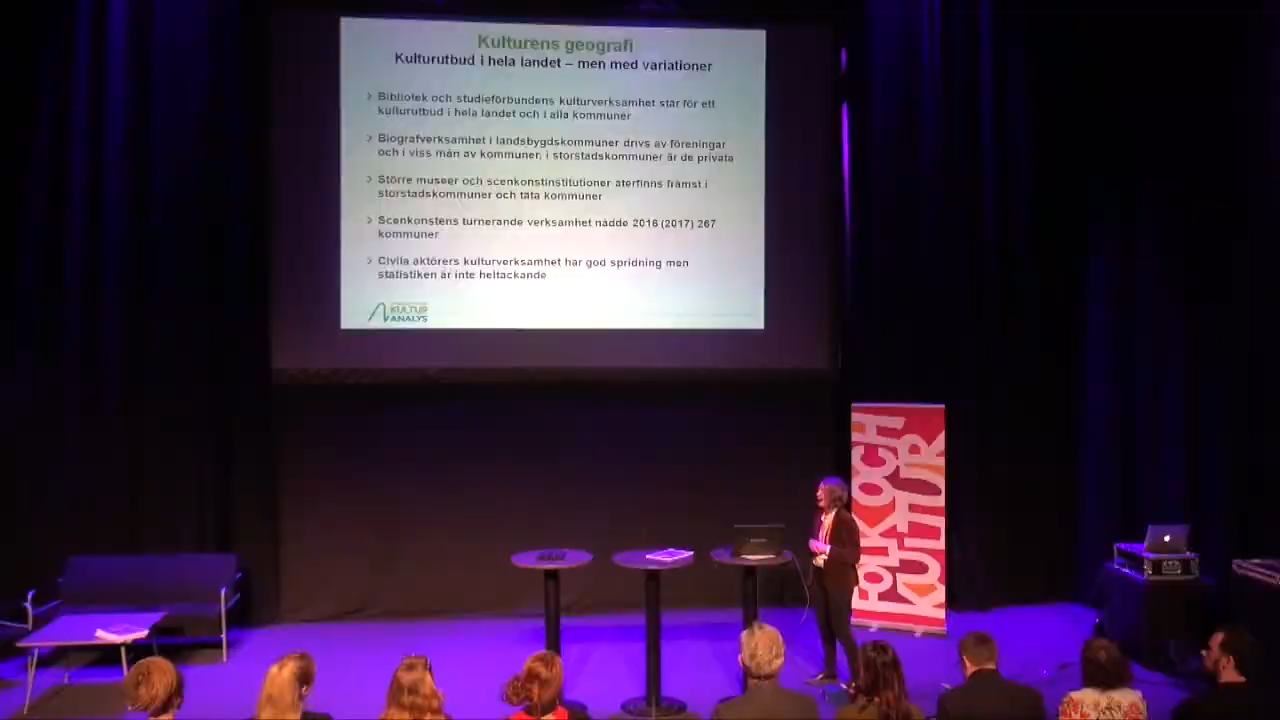 Kulturens geografi
Kulturutbud i hela landet – men med variationer
Bibliotek och studieförbundens kulturverksamhet står för ett
kulturutbud i hela landet och i alla kommuner
Biografverksamhet i landsbygdskommuner drivs av föreningar
och i viss mån av kommuner, i storstadskommuner är de privata
Större museer och scenkonstinstitutioner återfinns främst i
storstadskommuner och täta kommuner
Scenkonstens turnerande verksamhet nådde 2016 (2017) 267
kommuner
Civila aktörers kulturverksamhet har god spridning men
statistiken är inte heltäckande
KULTUR
ANALYS
FOLK OCH
KULTUR